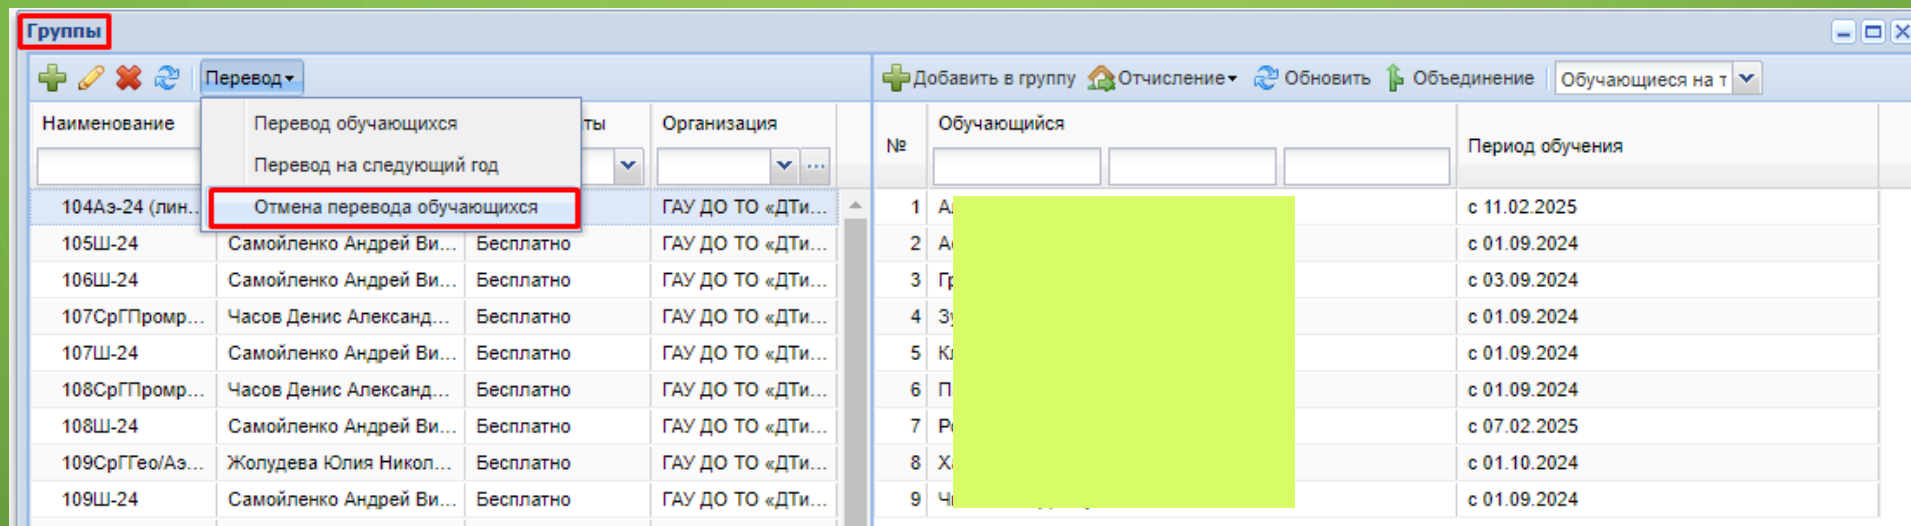 Группы
Перевод
Добавить в группу Отчисление Обновить Объединение Обучающиеся на т
Перевод обучающихся
Перевод на следующий год
Отмена перевода обучающихся
Наименование ты Организация № Обучающийся Период обучения
104Аэ-24 (лин... ГАУ ДО ТО «ДТи... 1 с 11.02.2025
105Ш-24 Самойленко Андрей Ви... Бесплатно ГАУ ДО ТО «ДТи... 2 с 01.09.2024
106Ш-24 Самойленко Андрей Ви... Бесплатно ГАУ ДО ТО «ДТи... 3 с 03.09.2024
107СрГПромр... Часов Денис Александ... Бесплатно ГАУ ДО ТО «ДТи... 4 с 01.09.2024
107Ш-24 Самойленко Андрей Ви... Бесплатно ГАУ ДО ТО «ДТи... 5 с 01.09.2024
108СрГПромр... Часов Денис Александ... Бесплатно ГАУ ДО ТО «ДТи... 6 с 01.09.2024
108Ш-24 Самойленко Андрей Ви... Бесплатно ГАУ ДО ТО «ДТи... 7 с 07.02.2025
109СрГГео/Аэ... Жолудева Юлия Никол... Бесплатно ГАУ ДО ТО «ДТи... 8 с 01.10.2024
109Ш-24 Самойленко Андрей Ви... Бесплатно ГАУ ДО ТО «ДТи... 9 с 01.09.2024